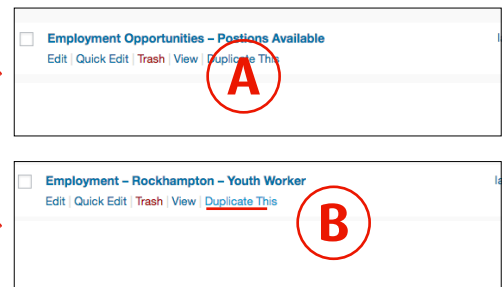 Employment Opportunities – Postions Available
Edit | Quick Edit | Trash | View | Duplicate This
A
Employment – Rockhampton – Youth Worker
Edit | Quick Edit | Trash | View | Duplicate This
B